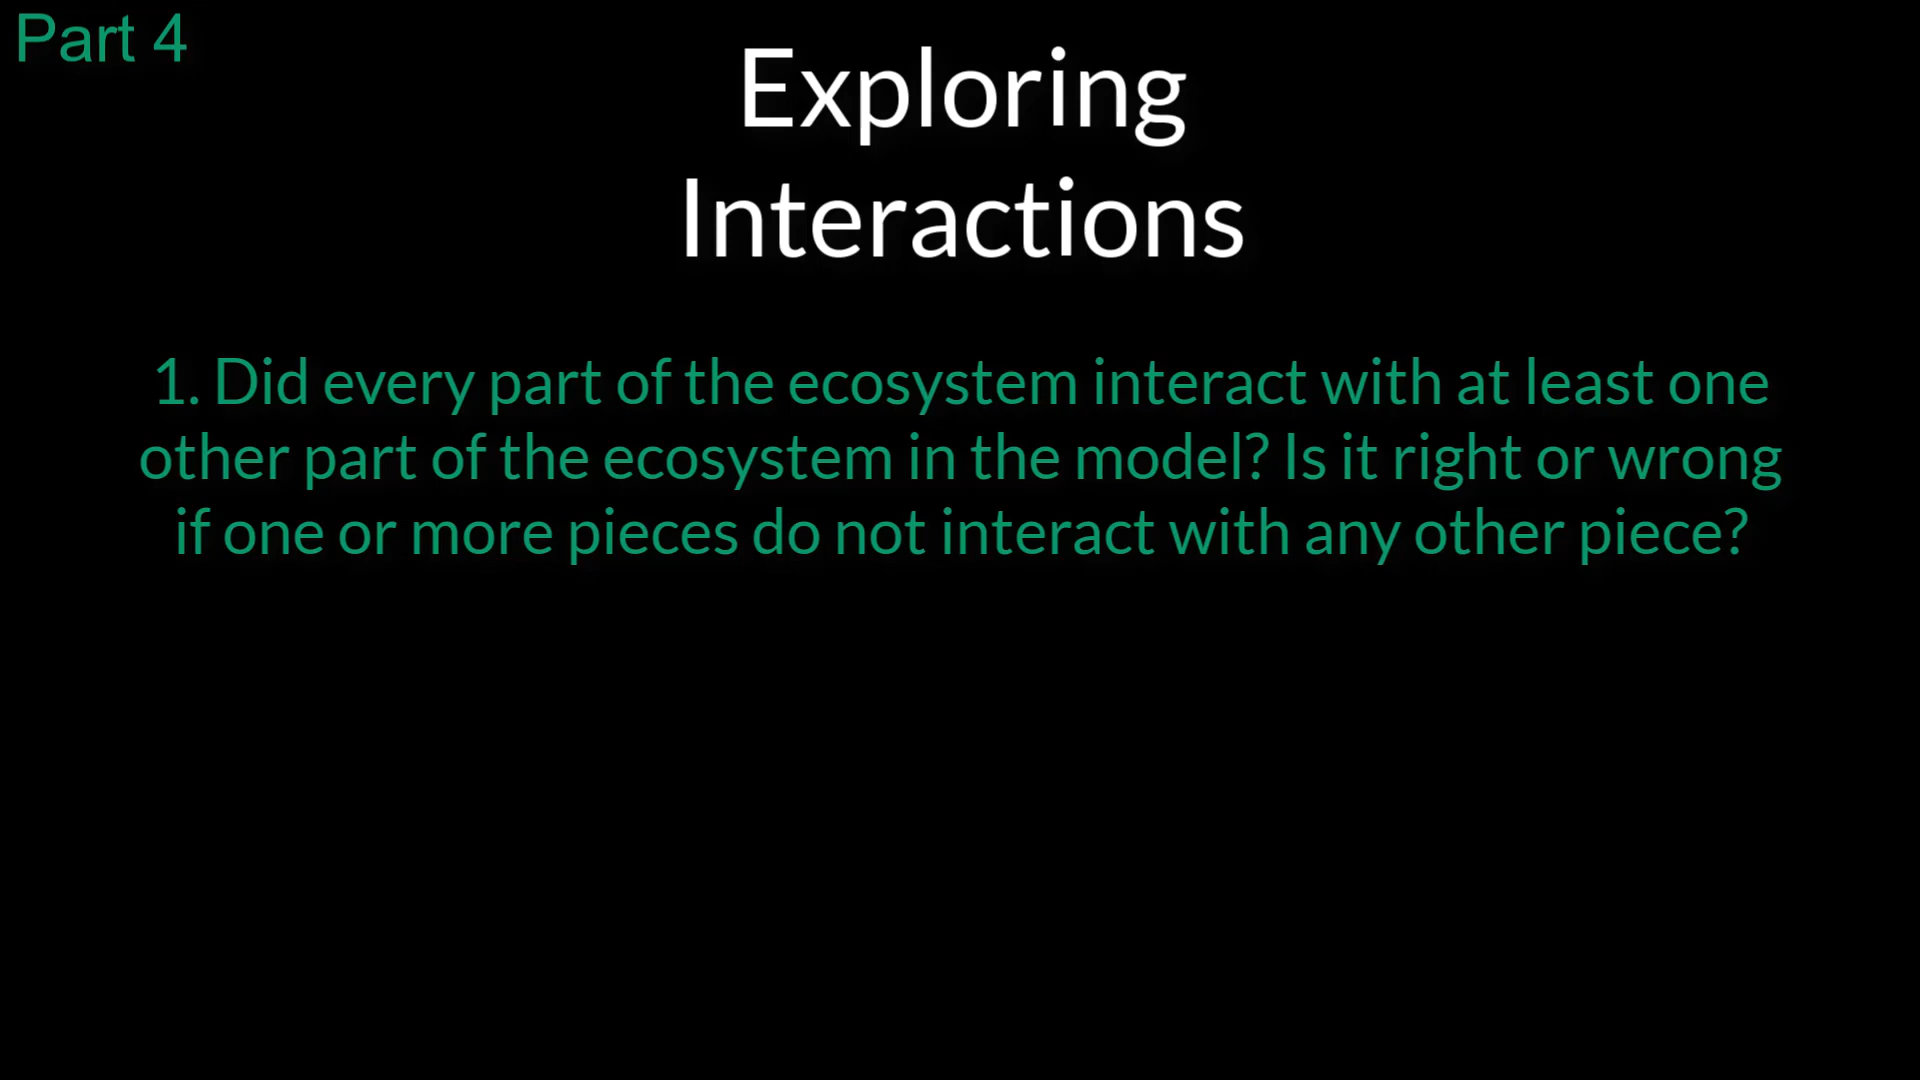 Part 4
Exploring
Interactions
1. Did every part of the ecosystem interact with at least one
other part of the ecosystem in the model? Is it right or wrong
if one or more pieces do not interact with any other piece?